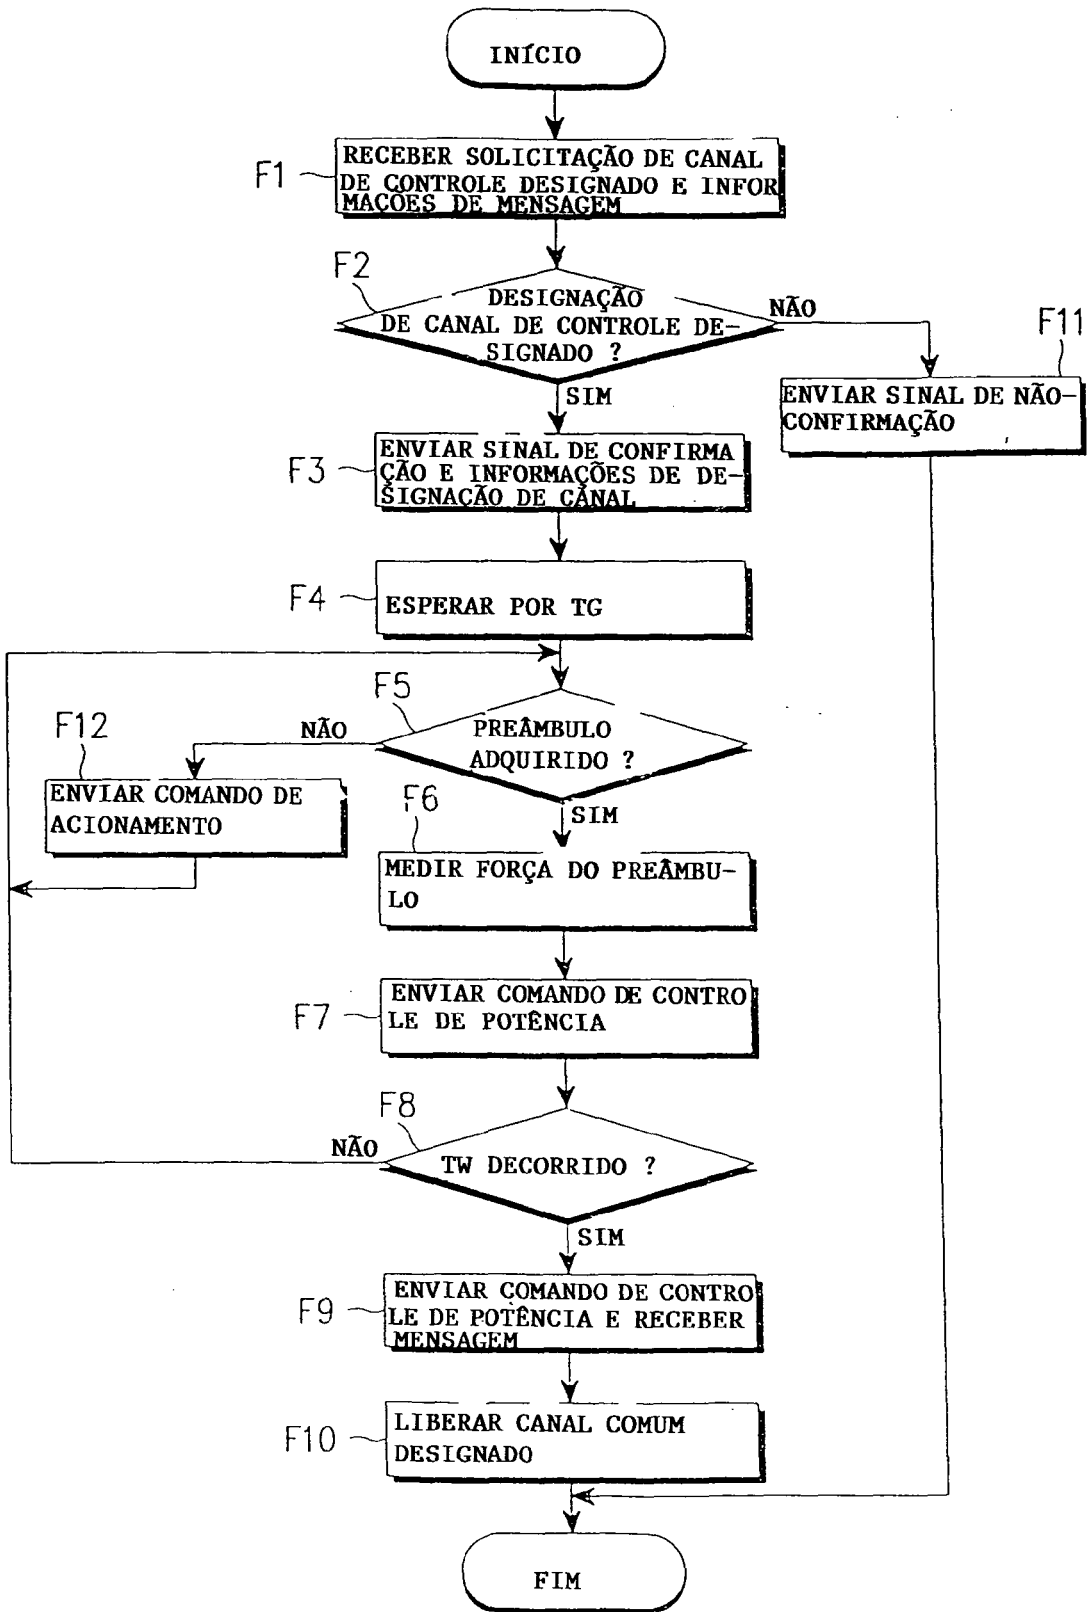 INÍCIO
F1
RECEBER SOLICITAÇÃO DE CANAL
DE CONTROLE DESIGNADO E INFOR
MAÇÕES DE MENSAGEM
F2
DESIGNAÇÃO
DE CANAL DE CONTROLE DE-
SIGNADO ?
NÃO
F11
SIM
ENVIAR SINAL DE NÃO-
CONFIRMAÇÃO
F3
ENVIAR SINAL DE CONFIRMA
ÇÃO E INFORMAÇÕES DE DE-
SIGNAÇÃO DE CANAL
F4
ESPERAR POR TG
F5
F12
NÃO
PREÂMBULO
ADQUIRIDO ?
ENVIAR COMANDO DE
ACIONAMENTO
F6
SIM
MEDIR FORÇA DO PREÂMBU-
LO
F7
ENVIAR COMANDO DE CONTRO
LE DE POTÊNCIA
F8
NÃO
TW DECORRIDO ?
SIM
F9
ENVIAR COMANDO DE CONTRO
LE DE POTÊNCIA E RECEBER
MENSAGEM
F10
LIBERAR CANAL COMUM
DESIGNADO
FIM